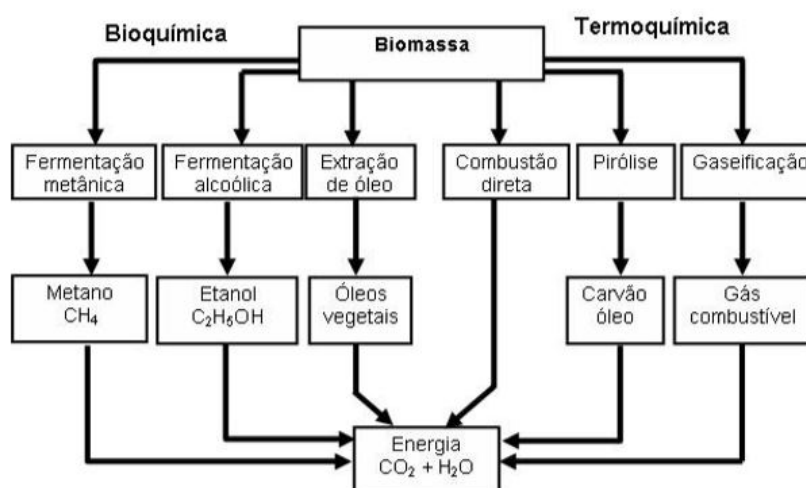 Bioquímica
Termoquímica
Biomassa
Fermentação
metânica
Fermentação
alcoólica
Extração
de óleo
Combustão
direta
Pirólise
Gaseificação
Metano
CH₄
Etanol
C₂H₅OH
Óleos
vegetais
Carvão
óleo
Gás
combustível
Energia
CO₂ + H₂O